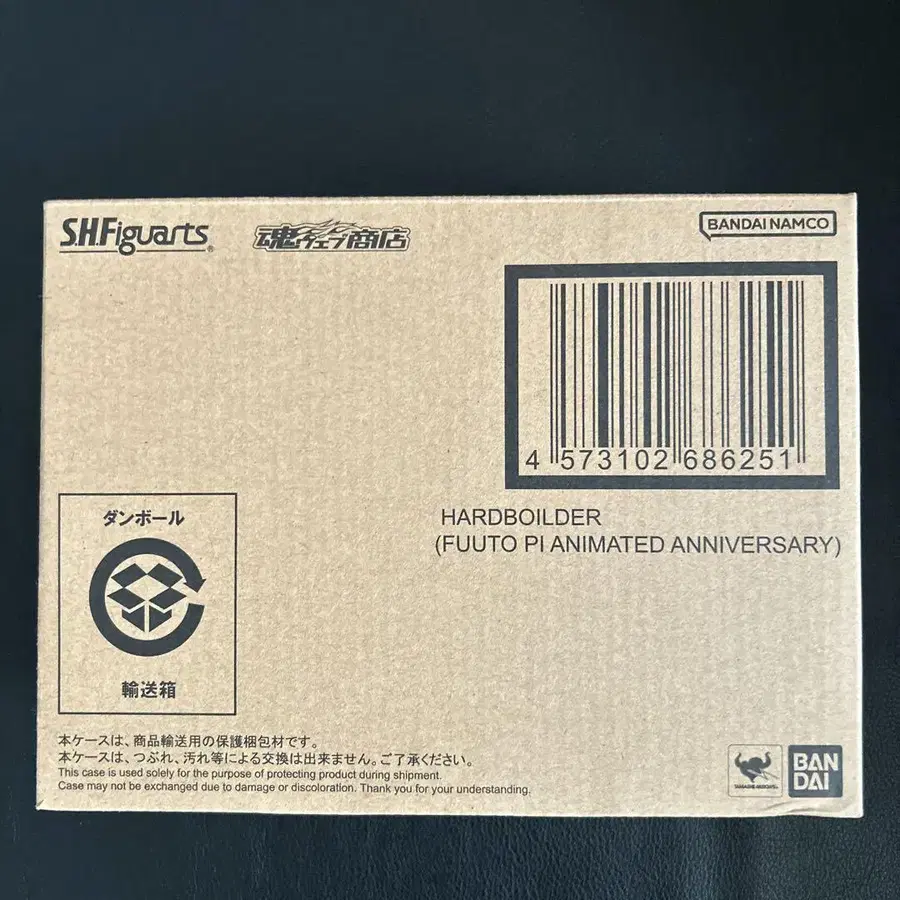 S.H.Figuarts®
魂ウェブ商店
BANDAI NAMCO
4 573102 686251
HARDBOILDER
(FUUTO PI ANIMATED ANNIVERSARY)
ダンボール
輸送箱
本ケースは、商品輸送用の保護梱包材です。
本ケースは、つぶれ、汚れ等による交換は出来ません。ご了承ください。
This case is used solely for the purpose of protecting product during shipment.
Case may not be exchanged due to damage or discoloration. Thank you for your understanding.
TAMASHII NATIONS
BAN
DAI